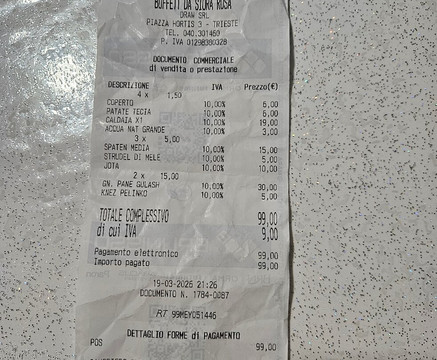 BUFFETT DA SIORA ROSA
DRAW SRL
PIAZZA HORTIS 3 - TRIESTE
TEL. 040.301460
P. IVA 01298380328
DOCUMENTO COMMERCIALE
di vendita o prestazione
DESCRIZIONE IVA Prezzo(€)
4 x 1,50
COPERTO 10,00% 6,00
PATATE TECIA 10,00% 6,00
CALDAIA X1 10,00% 19,00
ACQUA NAT GRANDE 10,00% 3,00
3 x 5,00
SPATEN MEDIA 10,00% 15,00
STRUDEL DI MELE 10,00% 5,00
JOTA 10,00% 10,00
2 x 15,00
GN. PANE GULASH 10,00% 30,00
KNEZ PELINKO 10,00% 5,00
TOTALE COMPLESSIVO 99,00
di cui IVA 9,00
Pagamento elettronico 99,00
Importo pagato 99,00
19-03-2026 21:26
DOCUMENTO N. 1784-0087
RT 99MEY051446
DETTAGLIO FORME di PAGAMENTO
POS 99,00